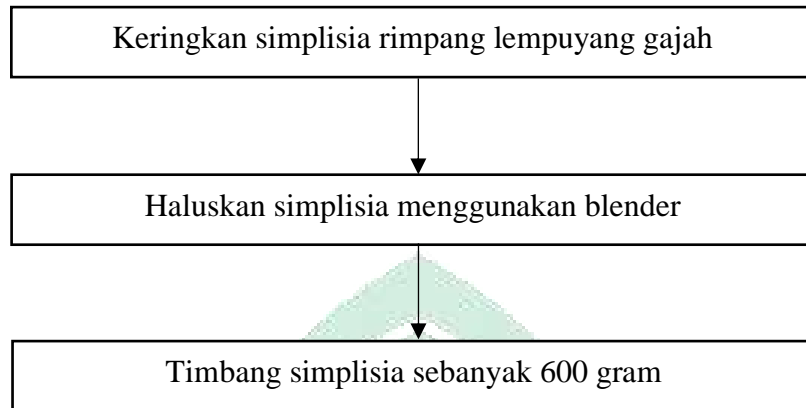 Keringkan simplisia rimpang lempuyang gajah
Haluskan simplisia menggunakan blender
Timbang simplisia sebanyak 600 gram